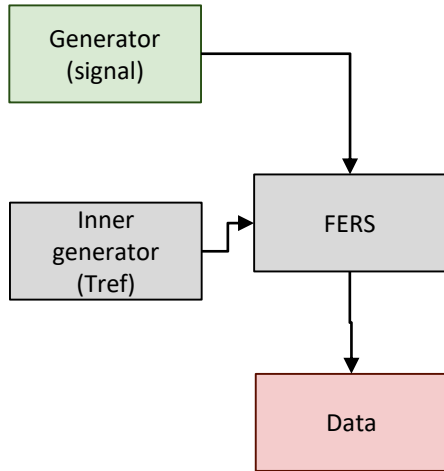 Generator
(signal)
Inner
generator
(Tref)
FERS
Data